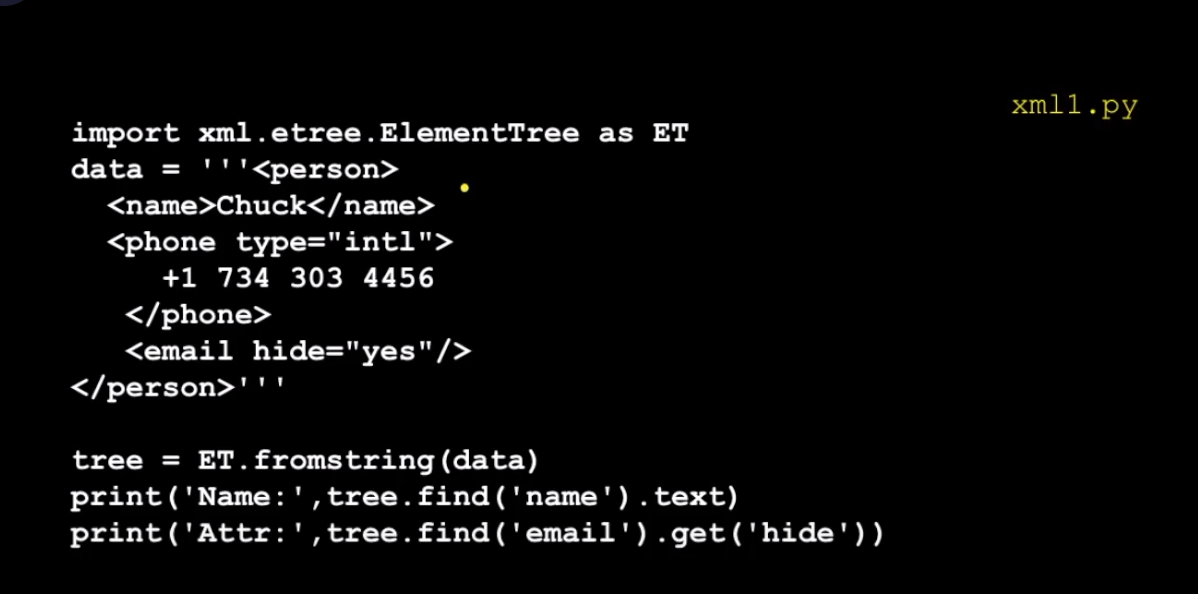 xml1.py
import xml.etree.ElementTree as ET
data = '''<person>
  <name>Chuck</name>
  <phone type="intl">
     +1 734 303 4456
   </phone>
   <email hide="yes"/>
</person>'''

tree = ET.fromstring(data)
print('Name:',tree.find('name').text)
print('Attr:',tree.find('email').get('hide'))